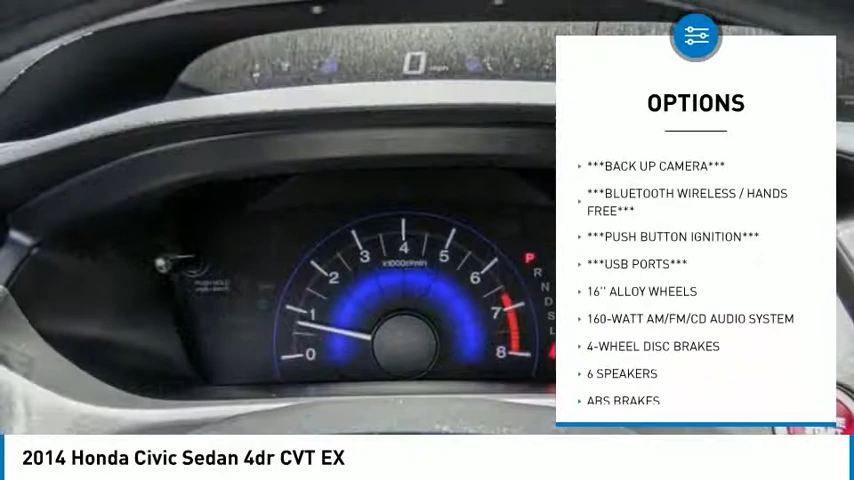 0 mph
OPTIONS
***BACK UP CAMERA***
***BLUETOOTH WIRELESS / HANDS
FREE***
***PUSH BUTTON IGNITION***
***USB PORTS***
16'' ALLOY WHEELS
160-WATT AM/FM/CD AUDIO SYSTEM
4-WHEEL DISC BRAKES
6 SPEAKERS
ABS BRAKES
0
1
2
3
4
5
6
7
8
x1000r/min
P
R
N
D
S
L
2014 Honda Civic Sedan 4dr CVT EX